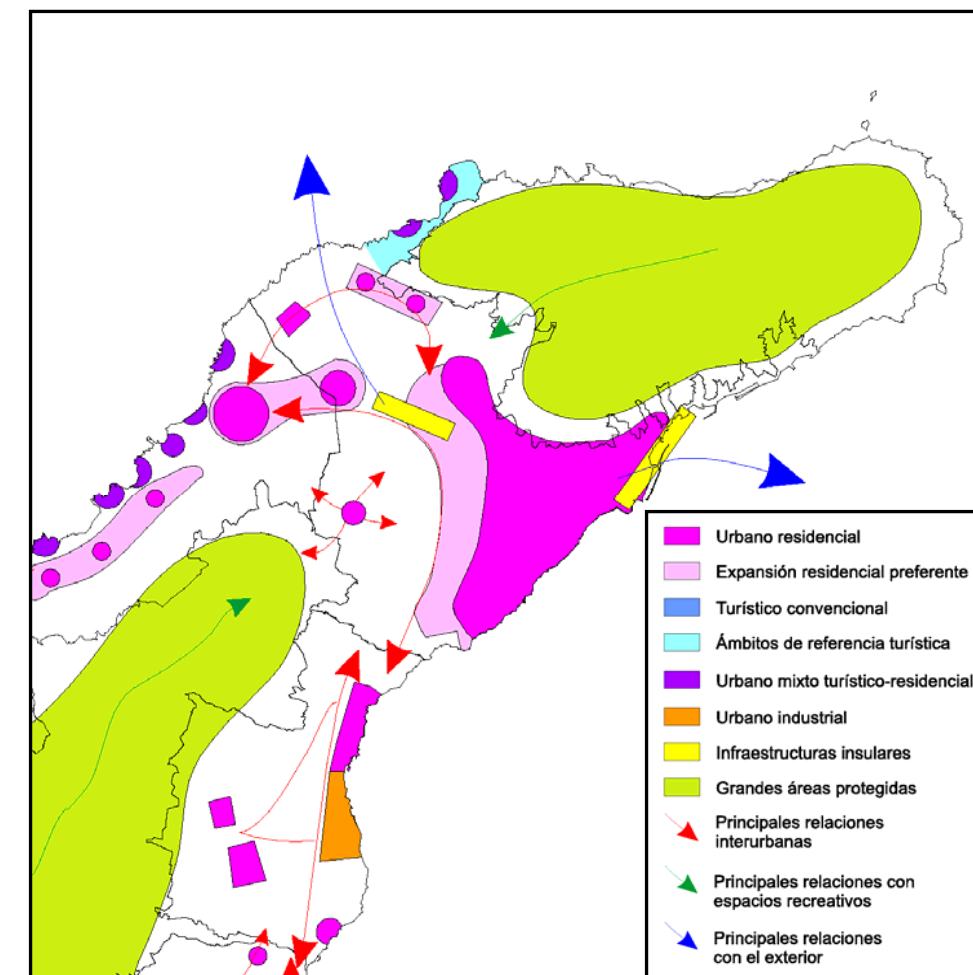 Urbano residencial
Expansión residencial preferente
Turístico convencional
Ámbitos de referencia turística
Urbano mixto turístico-residencial
Urbano industrial
Infraestructuras insulares
Grandes áreas protegidas
Principales relaciones
interurbanas
Principales relaciones con
espacios recreativos
Principales relaciones
con el exterior